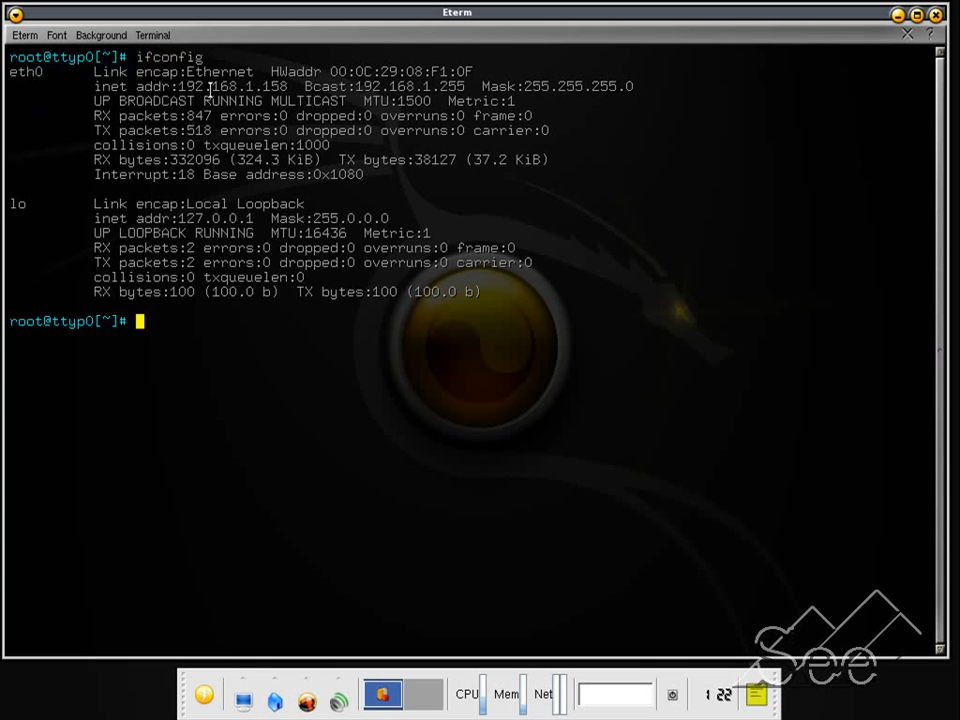 Eterm
Eterm Font Background Terminal
root@ttyp0[~]# ifconfig
eth0 Link encap:Ethernet HWaddr 00:0C:29:08:F1:0F
inet addr:192.168.1.158 Bcast:192.168.1.255 Mask:255.255.255.0
UP BROADCAST RUNNING MULTICAST MTU:1500 Metric:1
RX packets:847 errors:0 dropped:0 overruns:0 frame:0
TX packets:518 errors:0 dropped:0 overruns:0 carrier:0
collisions:0 txqueuelen:1000
RX bytes:332096 (324.3 KiB) TX bytes:38127 (37.2 KiB)
Interrupt:18 Base address:0x1080
lo Link encap:Local Loopback
inet addr:127.0.0.1 Mask:255.0.0.0
UP LOOPBACK RUNNING MTU:16436 Metric:1
RX packets:2 errors:0 dropped:0 overruns:0 frame:0
TX packets:2 errors:0 dropped:0 overruns:0 carrier:0
collisions:0 txqueuelen:0
RX bytes:100 (100.0 b) TX bytes:100 (100.0 b)
root@ttyp0[~]#
See
CPU Mem Net 1 22